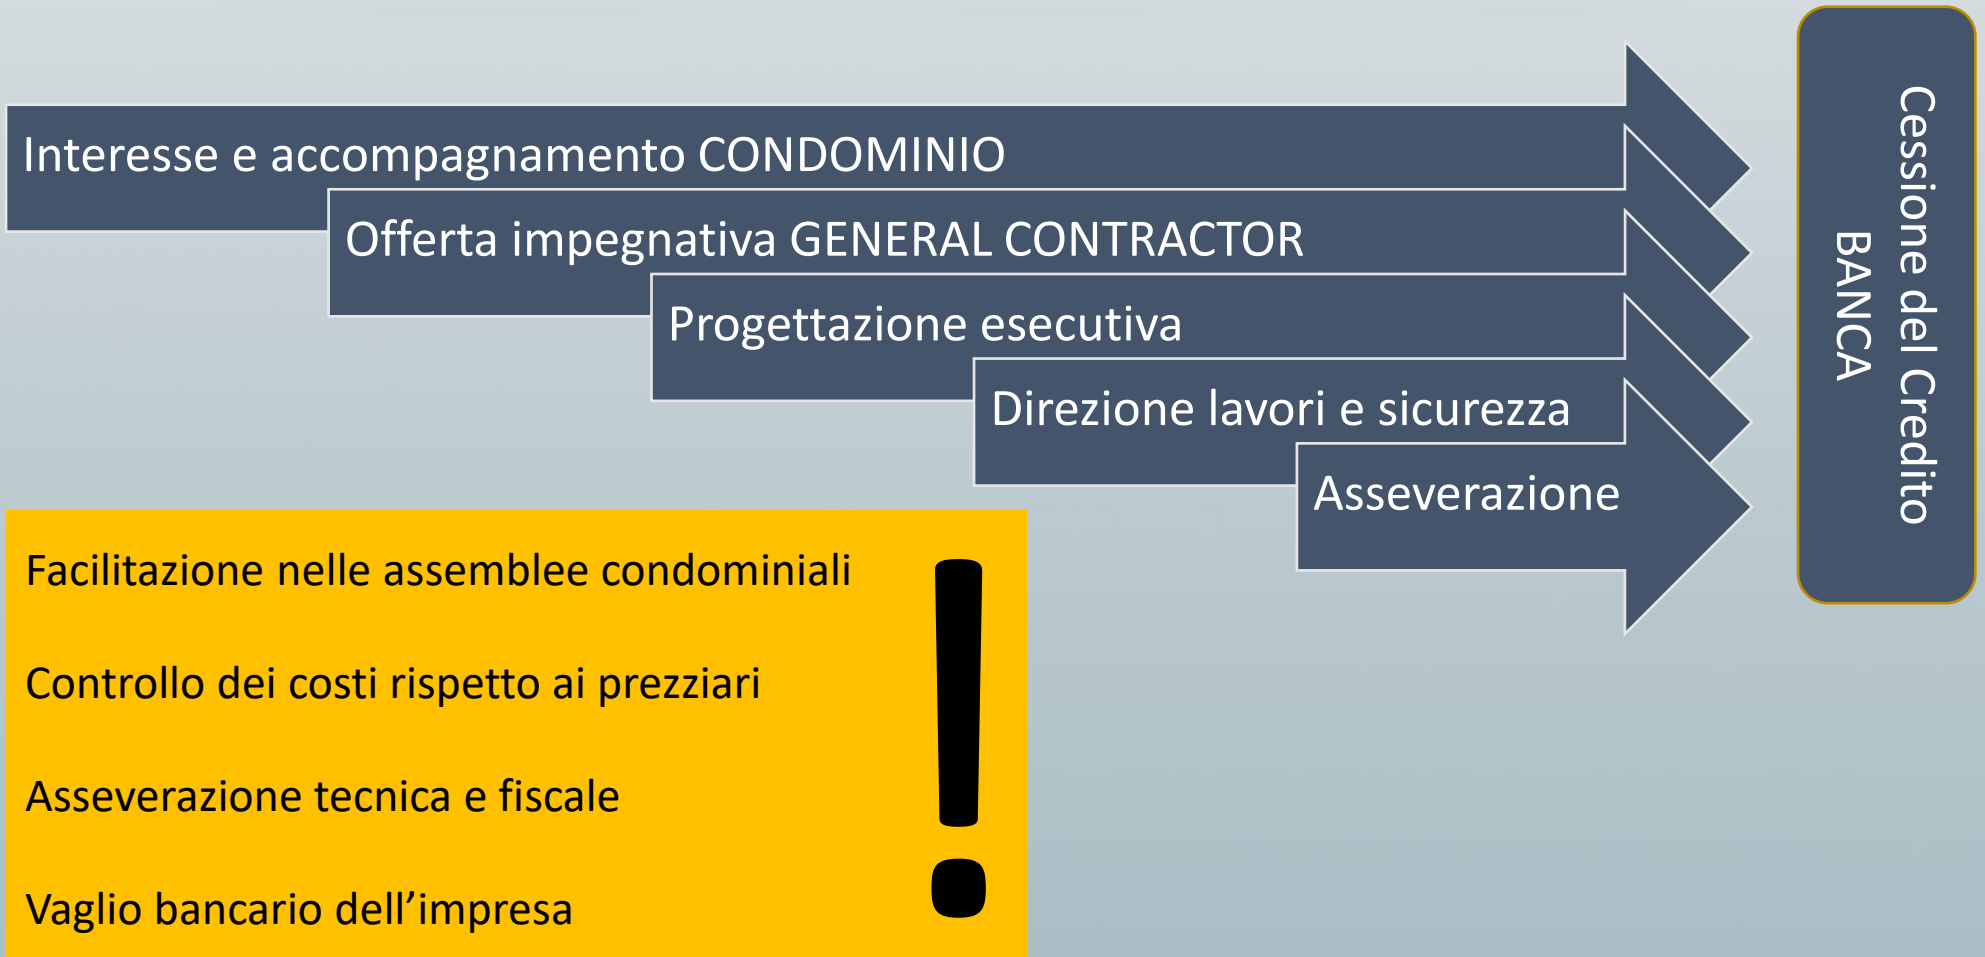 Interesse e accompagnamento CONDOMINIO
Offerta impegnativa GENERAL CONTRACTOR
Progettazione esecutiva
Direzione lavori e sicurezza
Asseverazione
Cessione del Credito
BANCA
Facilitazione nelle assemblee condominiali
Controllo dei costi rispetto ai prezziari
Asseverazione tecnica e fiscale
Vaglio bancario dell’impresa
!